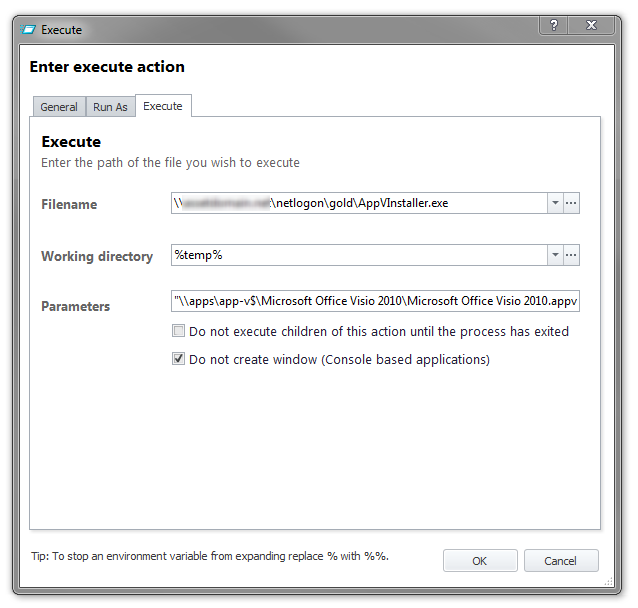 Execute
Enter execute action
General Run As Execute
Execute
Enter the path of the file you wish to execute
Filename \\ \netlogon\gold\AppVInstaller.exe
Working directory %temp%
Parameters "\\apps\app-v$\Microsoft Office Visio 2010\Microsoft Office Visio 2010.appv
Do not execute children of this action until the process has exited
Do not create window (Console based applications)
Tip: To stop an environment variable from expanding replace % with %%.
OK Cancel